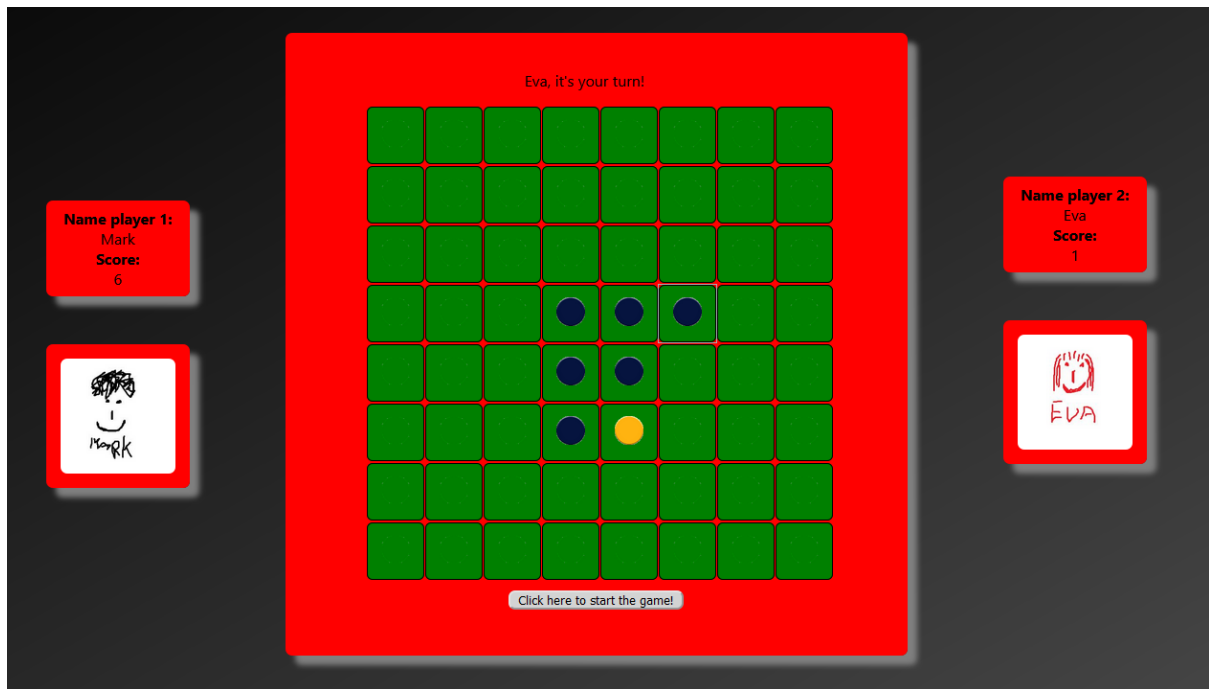 Eva, it's your turn!
Name player 1:
Mark
Score:
6
MARK
Name player 2:
Eva
Score:
1
EVA
Click here to start the game!